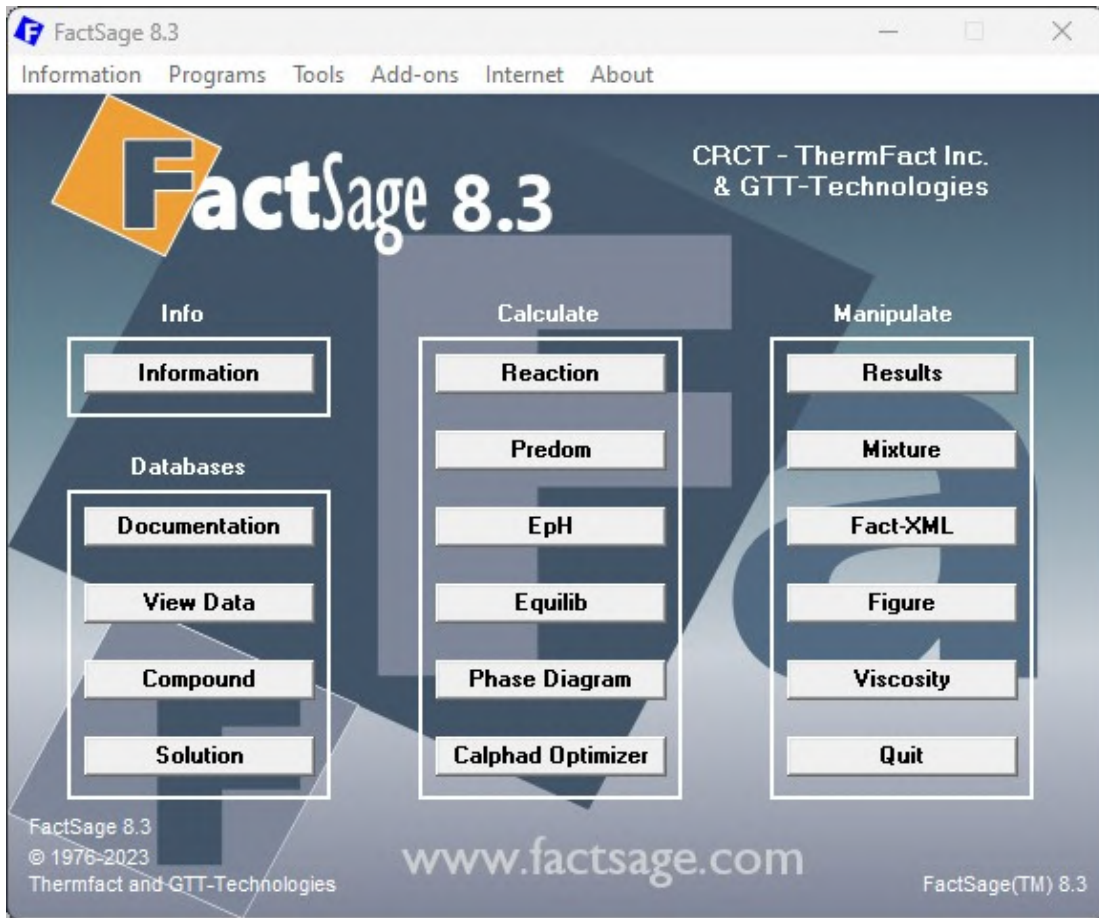 FactSage 8.3
Information Programs Tools Add-ons Internet About
FactSage 8.3
CRCT - ThermFact Inc.
& GTT-Technologies
Info
Information
Databases
Documentation
View Data
Compound
Solution
Calculate
Reaction
Predom
EpH
Equilib
Phase Diagram
Calphad Optimizer
Manipulate
Results
Mixture
Fact-XML
Figure
Viscosity
Quit
FactSage 8.3
© 1976-2023
Thermfact and GTT-Technologies
www.factsage.com
FactSage(TM) 8.3